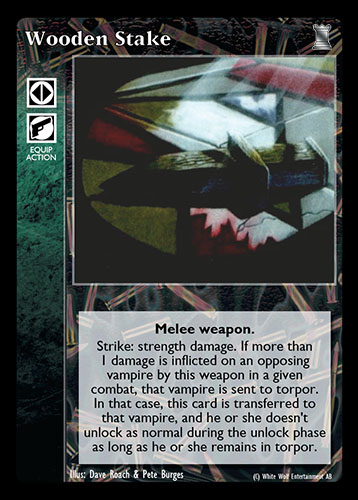 Wooden Stake
EQUIP
ACTION
Melee weapon.
Strike: strength damage. If more than
1 damage is inflicted on an opposing
vampire by this weapon in a given
combat, that vampire is sent to torpor.
In that case, this card is transferred to
that vampire, and he or she doesn't
unlock as normal during the unlock phase
as long as he or she remains in torpor.
Illus: Dave Roach & Pete Burges
(C) White Wolf Entertainment AB